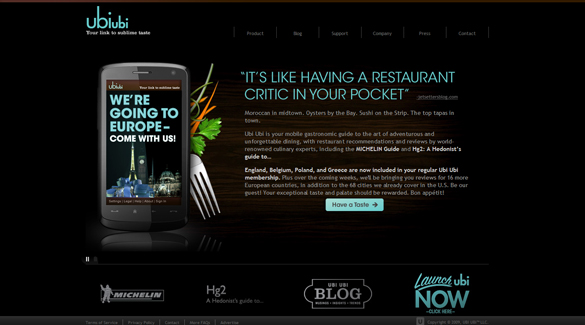 ubiubi
Your link to sublime taste
Product
Blog
Support
Company
Press
Contact
ubiubi
Your link to sublime taste
WE'RE
GOING TO
EUROPE–
COME WITH US!
Settings | Legal | Help | About | Sign In
"IT'S LIKE HAVING A RESTAURANT
CRITIC IN YOUR POCKET"
Moroccan in midtown. Oysters by the Bay. Sushi on the Strip. The top tapas in
town.
Ubi Ubi is your mobile gastronomic guide to the art of adventurous and
unforgettable dining, with restaurant recommendations and reviews by world-
renowned culinary experts, including the MICHELIN Guide and Hg2: A Hedonist's
guide to...
England, Belgium, Poland, and Greece are now included in your regular Ubi Ubi
membership. Plus over the coming weeks, we'll be bringing you reviews for 16 more
European countries, in addition to the 68 cities we already cover in the U.S. Be our
guest! Your exceptional taste and palate should be rewarded. Bon appétit!
Have a Taste
MICHELIN
Hg2
A Hedonist's guide to...
UBI UBI
BLOG
Launch ubi
NOW
CLICK HERE
Terms of Service
Privacy Policy
Contact
More FAQs
Advertise
Copyright © 2009, UBI UBI™ LLC